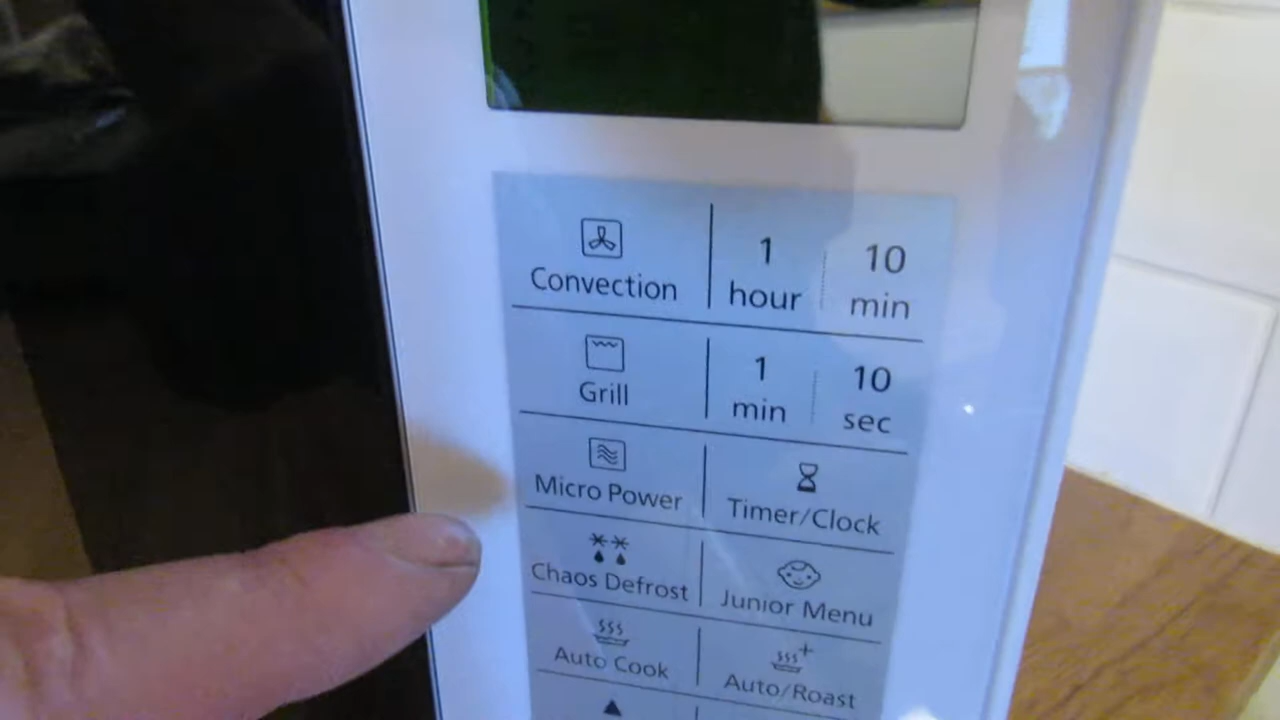 Convection
1 hour
10 min
Grill
1 min
10 sec
Micro Power
Timer/Clock
Chaos Defrost
Junior Menu
Auto Cook
Auto/Roast